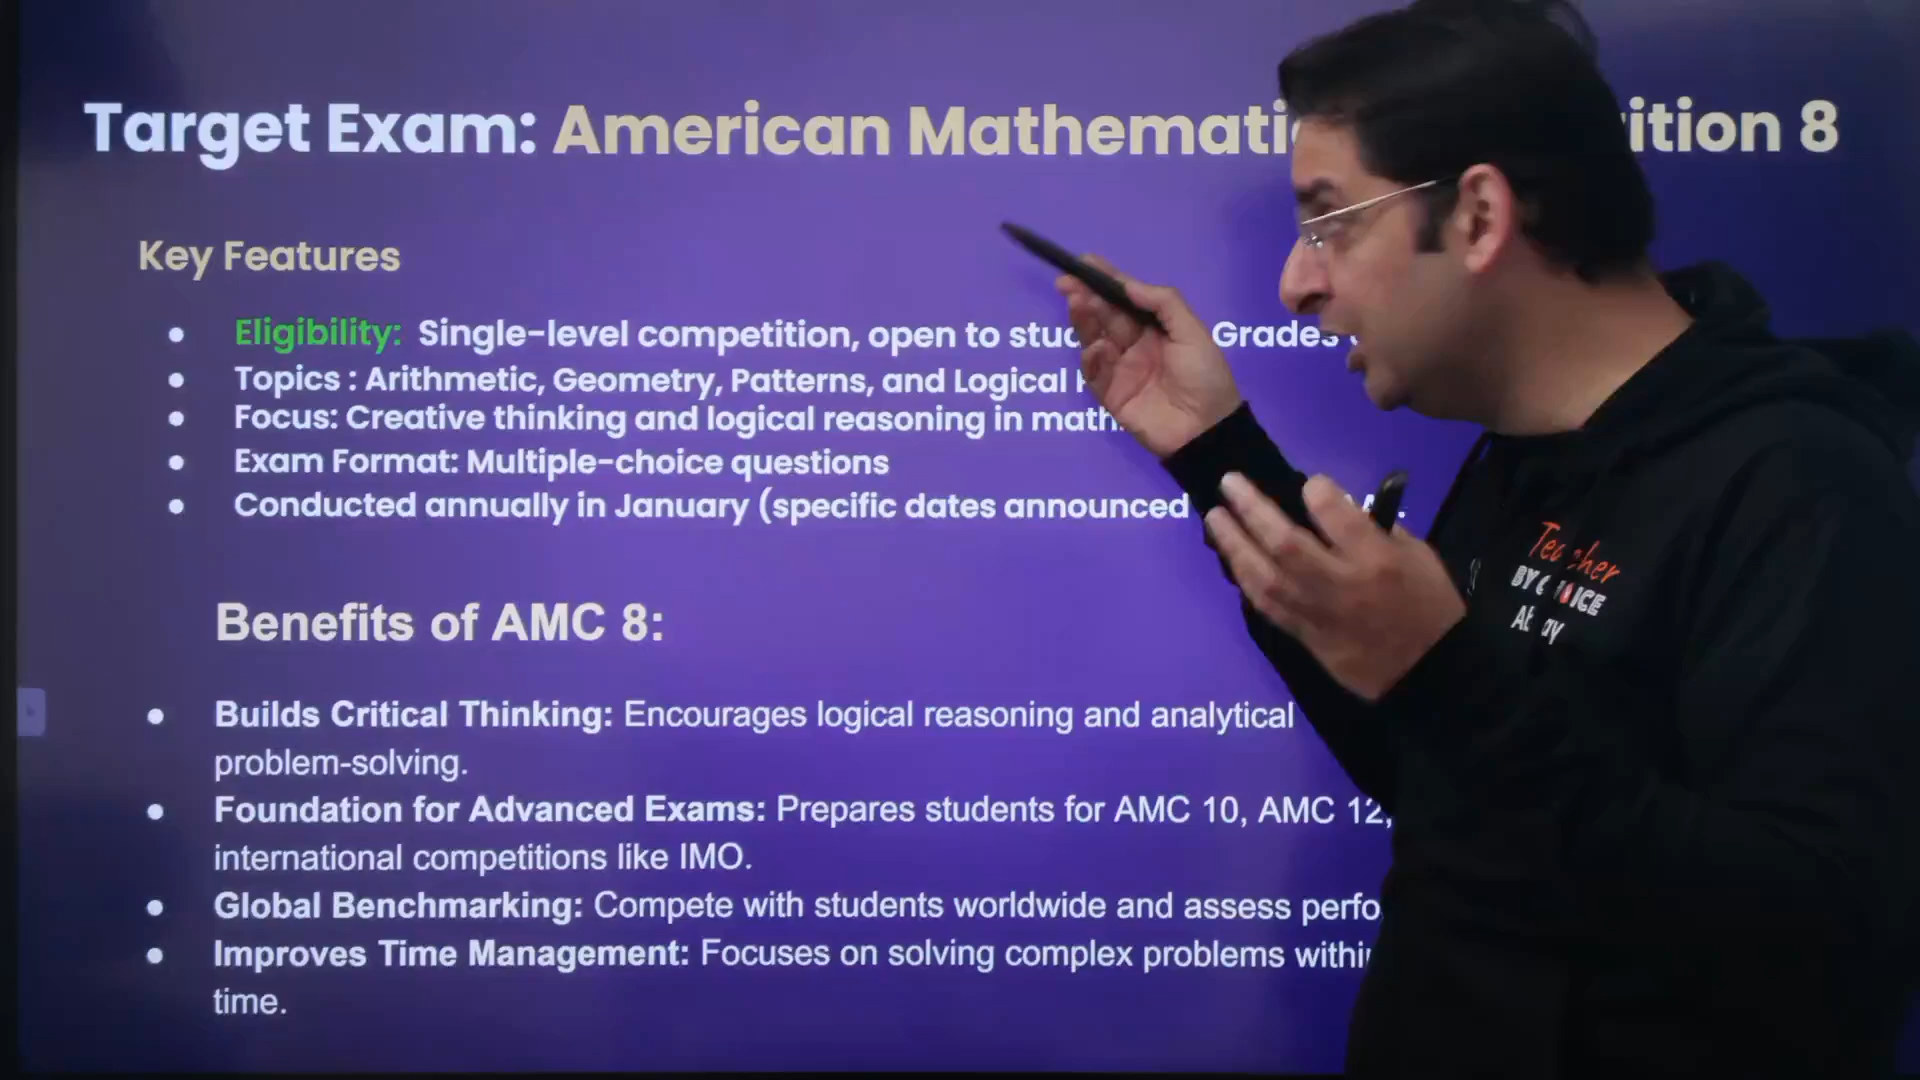 Target Exam: American Mathemati ition 8
Key Features
• Eligibility: Single-level competition, open to Grades
• Topics : Arithmetic, Geometry, Patterns, and Logical
• Focus: Creative thinking and logical reasoning in math.
• Exam Format: Multiple-choice questions
• Conducted annually in January (specific dates announced
Benefits of AMC 8:
• Builds Critical Thinking: Encourages logical reasoning and analytical
problem-solving.
• Foundation for Advanced Exams: Prepares students for AMC 10, AMC 12,
international competitions like IMO.
• Global Benchmarking: Compete with students worldwide and assess
• Improves Time Management: Focuses on solving complex problems
time.
Teacher
BY CHOICE